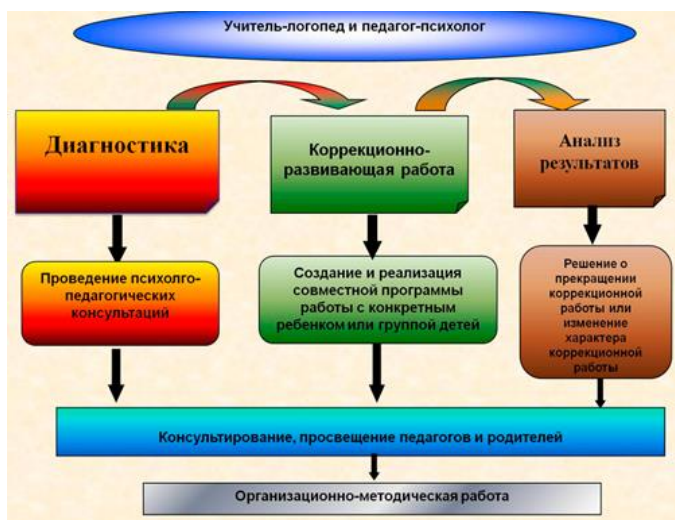 Учитель-логопед и педагог-психолог
Диагностика
Коррекционно-
развивающая работа
Анализ
результатов
Проведение психолго-
педагогических
консультаций
Создание и реализация
совместной программы
работы с конкретным
ребенком или группой детей
Решение о
прекращении
коррекционной
работы или
изменение
характера
коррекционной
работы
Консультирование, просвещение педагогов и родителей
Организационно-методическая работа